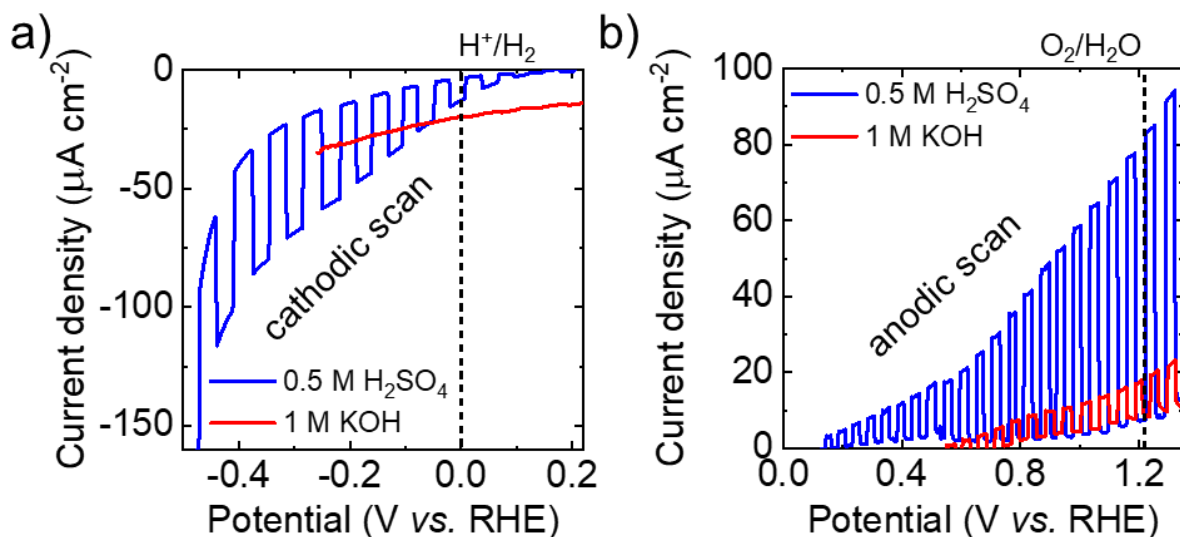 a)
H⁺/H₂
0
-50
-100
-150
Current density (μA cm⁻²)
cathodic scan
0.5 M H₂SO₄
1 M KOH
-0.4 -0.2 0.0 0.2
Potential (V vs. RHE)
b)
O₂/H₂O
100
80
60
40
20
0
Current density (μA cm⁻²)
0.5 M H₂SO₄
1 M KOH
anodic scan
0.0 0.4 0.8 1.2
Potential (V vs. RHE)